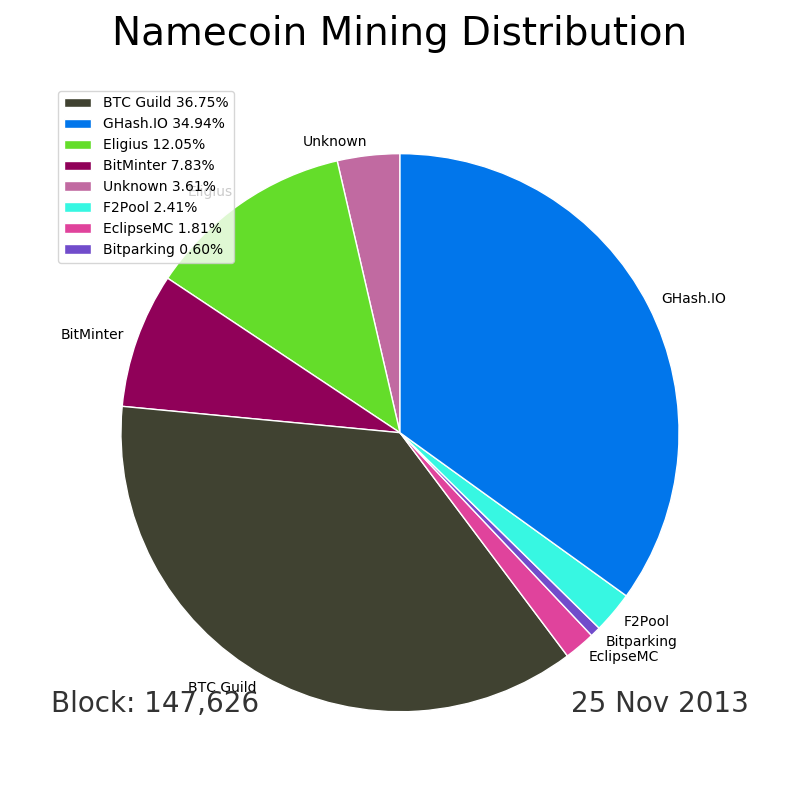 Namecoin Mining Distribution
BTC Guild 36.75%
GHash.IO 34.94%
Eligius 12.05%
BitMinter 7.83%
Unknown 3.61%
F2Pool 2.41%
EclipseMC 1.81%
Bitparking 0.60%
Unknown
Eligius
GHash.IO
BitMinter
F2Pool
Bitparking
EclipseMC
BTC Guild
Block: 147,626
25 Nov 2013